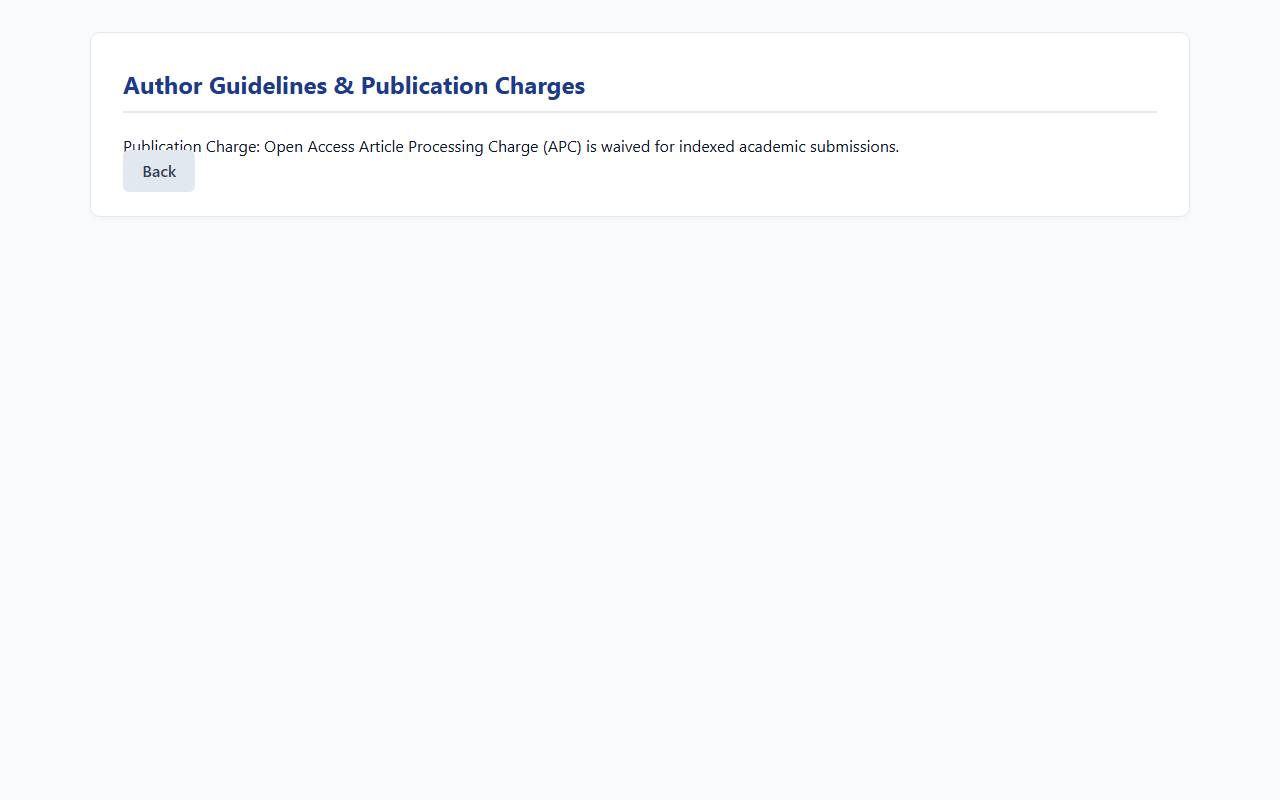 Author Guidelines & Publication Charges
Publication Charge: Open Access Article Processing Charge (APC) is waived for indexed academic submissions.
Back